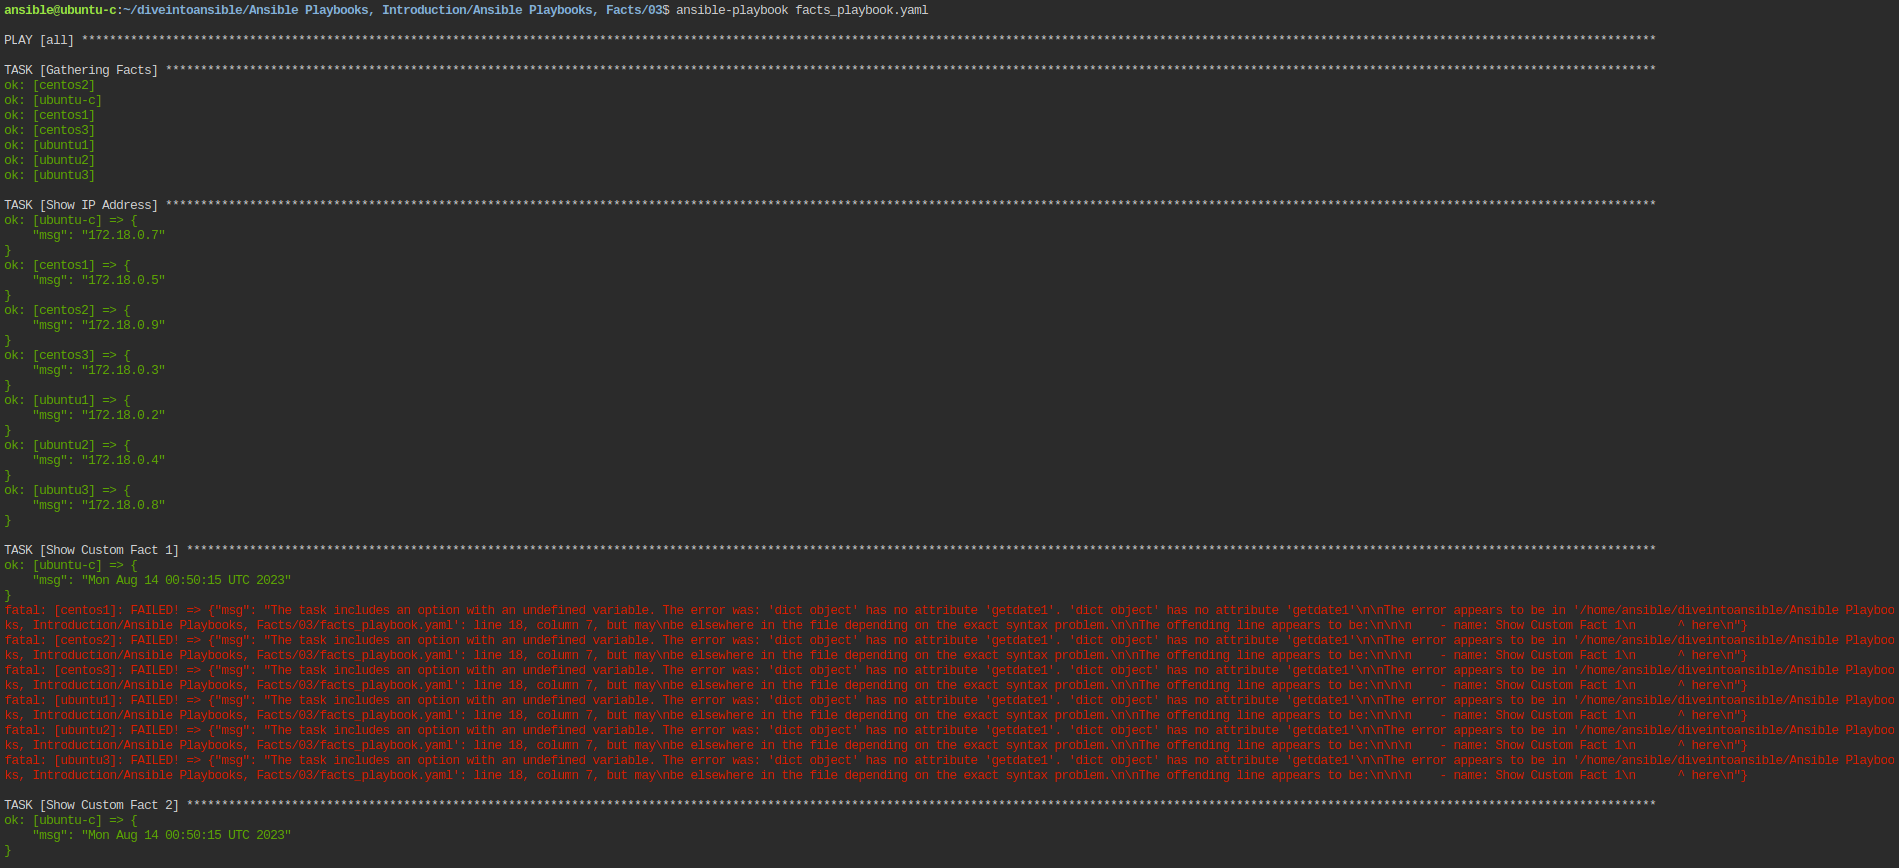 ansible@ubuntu-c:~/diveintoansible/Ansible Playbooks, Introduction/Ansible Playbooks, Facts/03$ ansible-playbook facts_playbook.yaml
PLAY [all] *********************************************************************************************************************************************************************************************************************************
TASK [Gathering Facts] *********************************************************************************************************************************************************************************************************************
ok: [centos2]
ok: [ubuntu-c]
ok: [centos1]
ok: [centos3]
ok: [ubuntu1]
ok: [ubuntu2]
ok: [ubuntu3]
TASK [Show IP Address] *********************************************************************************************************************************************************************************************************************
ok: [ubuntu-c] => {
    "msg": "172.18.0.7"
}
ok: [centos1] => {
    "msg": "172.18.0.5"
}
ok: [centos2] => {
    "msg": "172.18.0.9"
}
ok: [centos3] => {
    "msg": "172.18.0.3"
}
ok: [ubuntu1] => {
    "msg": "172.18.0.2"
}
ok: [ubuntu2] => {
    "msg": "172.18.0.4"
}
ok: [ubuntu3] => {
    "msg": "172.18.0.8"
}
TASK [Show Custom Fact 1] ******************************************************************************************************************************************************************************************************************
ok: [ubuntu-c] => {
    "msg": "Mon Aug 14 00:50:15 UTC 2023"
}
fatal: [centos1]: FAILED! => {"msg": "The task includes an option with an undefined variable. The error was: 'dict object' has no attribute 'getdate1'. 'dict object' has no attribute 'getdate1'\n\nThe error appears to be in '/home/ansible/diveintoansible/Ansible Playboo
ks, Introduction/Ansible Playbooks, Facts/03/facts_playbook.yaml': line 18, column 7, but may\nbe elsewhere in the file depending on the exact syntax problem.\n\nThe offending line appears to be:\n\n\n    - name: Show Custom Fact 1\n      ^ here\n"}
fatal: [centos2]: FAILED! => {"msg": "The task includes an option with an undefined variable. The error was: 'dict object' has no attribute 'getdate1'. 'dict object' has no attribute 'getdate1'\n\nThe error appears to be in '/home/ansible/diveintoansible/Ansible Playboo
ks, Introduction/Ansible Playbooks, Facts/03/facts_playbook.yaml': line 18, column 7, but may\nbe elsewhere in the file depending on the exact syntax problem.\n\nThe offending line appears to be:\n\n\n    - name: Show Custom Fact 1\n      ^ here\n"}
fatal: [centos3]: FAILED! => {"msg": "The task includes an option with an undefined variable. The error was: 'dict object' has no attribute 'getdate1'. 'dict object' has no attribute 'getdate1'\n\nThe error appears to be in '/home/ansible/diveintoansible/Ansible Playboo
ks, Introduction/Ansible Playbooks, Facts/03/facts_playbook.yaml': line 18, column 7, but may\nbe elsewhere in the file depending on the exact syntax problem.\n\nThe offending line appears to be:\n\n\n    - name: Show Custom Fact 1\n      ^ here\n"}
fatal: [ubuntu1]: FAILED! => {"msg": "The task includes an option with an undefined variable. The error was: 'dict object' has no attribute 'getdate1'. 'dict object' has no attribute 'getdate1'\n\nThe error appears to be in '/home/ansible/diveintoansible/Ansible Playboo
ks, Introduction/Ansible Playbooks, Facts/03/facts_playbook.yaml': line 18, column 7, but may\nbe elsewhere in the file depending on the exact syntax problem.\n\nThe offending line appears to be:\n\n\n    - name: Show Custom Fact 1\n      ^ here\n"}
fatal: [ubuntu2]: FAILED! => {"msg": "The task includes an option with an undefined variable. The error was: 'dict object' has no attribute 'getdate1'. 'dict object' has no attribute 'getdate1'\n\nThe error appears to be in '/home/ansible/diveintoansible/Ansible Playboo
ks, Introduction/Ansible Playbooks, Facts/03/facts_playbook.yaml': line 18, column 7, but may\nbe elsewhere in the file depending on the exact syntax problem.\n\nThe offending line appears to be:\n\n\n    - name: Show Custom Fact 1\n      ^ here\n"}
fatal: [ubuntu3]: FAILED! => {"msg": "The task includes an option with an undefined variable. The error was: 'dict object' has no attribute 'getdate1'. 'dict object' has no attribute 'getdate1'\n\nThe error appears to be in '/home/ansible/diveintoansible/Ansible Playboo
ks, Introduction/Ansible Playbooks, Facts/03/facts_playbook.yaml': line 18, column 7, but may\nbe elsewhere in the file depending on the exact syntax problem.\n\nThe offending line appears to be:\n\n\n    - name: Show Custom Fact 1\n      ^ here\n"}
TASK [Show Custom Fact 2] ******************************************************************************************************************************************************************************************************************
ok: [ubuntu-c] => {
    "msg": "Mon Aug 14 00:50:15 UTC 2023"
}